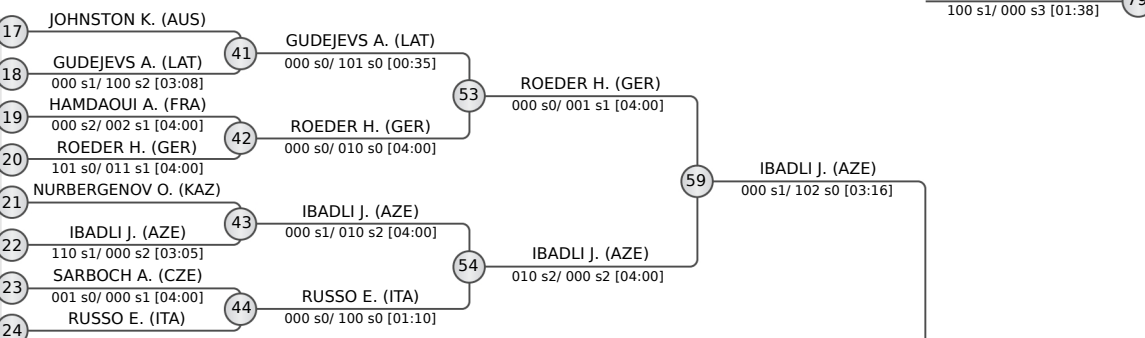 100 s1/ 000 s3 [01:38]
79
17
JOHNSTON K. (AUS)
41
GUDEJEVS A. (LAT)
000 s0/ 101 s0 [00:35]
18
GUDEJEVS A. (LAT)
000 s1/ 100 s2 [03:08]
53
ROEDER H. (GER)
000 s0/ 001 s1 [04:00]
19
HAMDAOUI A. (FRA)
000 s2/ 002 s1 [04:00]
42
ROEDER H. (GER)
000 s0/ 010 s0 [04:00]
20
ROEDER H. (GER)
101 s0/ 011 s1 [04:00]
59
IBADLI J. (AZE)
000 s1/ 102 s0 [03:16]
21
NURBERGENOV O. (KAZ)
43
IBADLI J. (AZE)
000 s1/ 010 s2 [04:00]
22
IBADLI J. (AZE)
110 s1/ 000 s2 [03:05]
54
IBADLI J. (AZE)
010 s2/ 000 s2 [04:00]
23
SARBOCH A. (CZE)
001 s0/ 000 s1 [04:00]
44
RUSSO E. (ITA)
000 s0/ 100 s0 [01:10]
24
RUSSO E. (ITA)